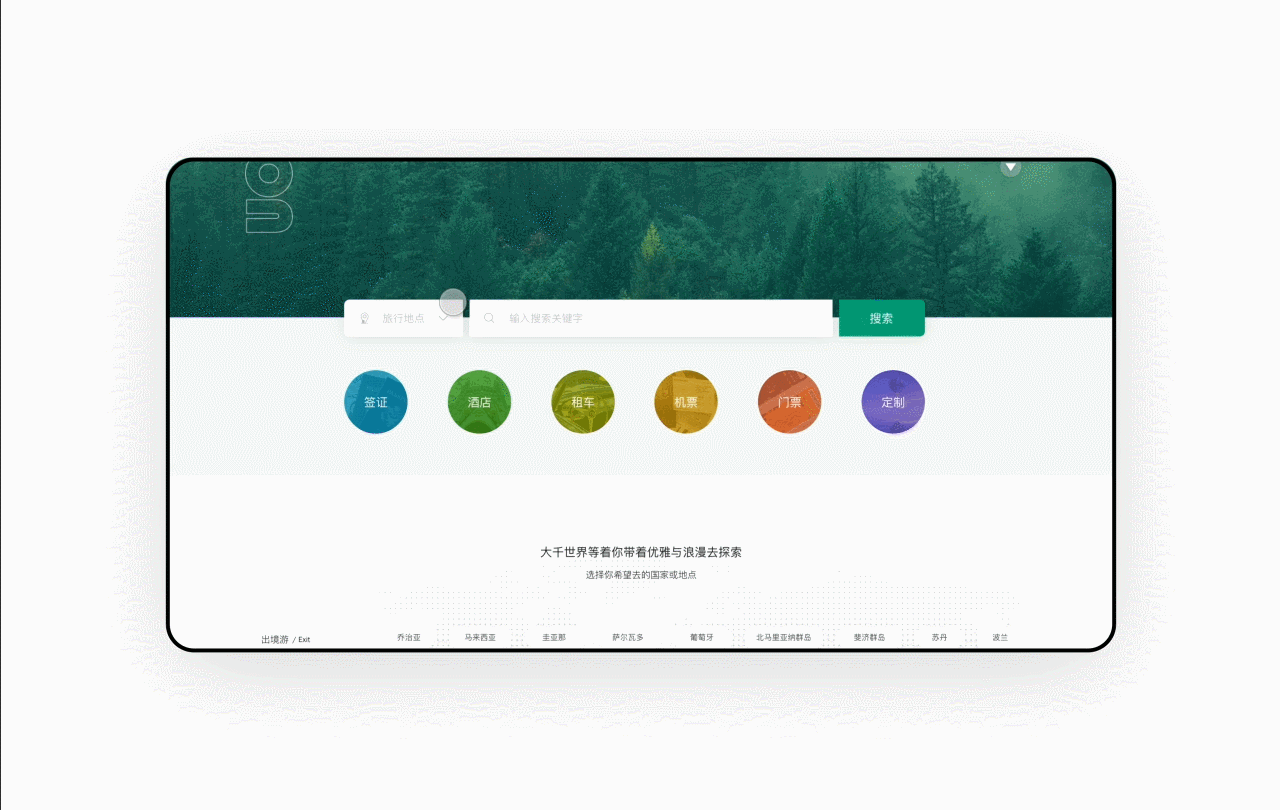 on
旅行地点
输入搜索关键字
搜索
签证
酒店
租车
机票
门票
定制
大千世界等着你带着优雅与浪漫去探索
选择你希望去的国家或地点
出境游 / Exit
乔治亚
马来西亚
圭亚那
萨尔瓦多
葡萄牙
北马里亚纳群岛
斐济群岛
苏丹
波兰